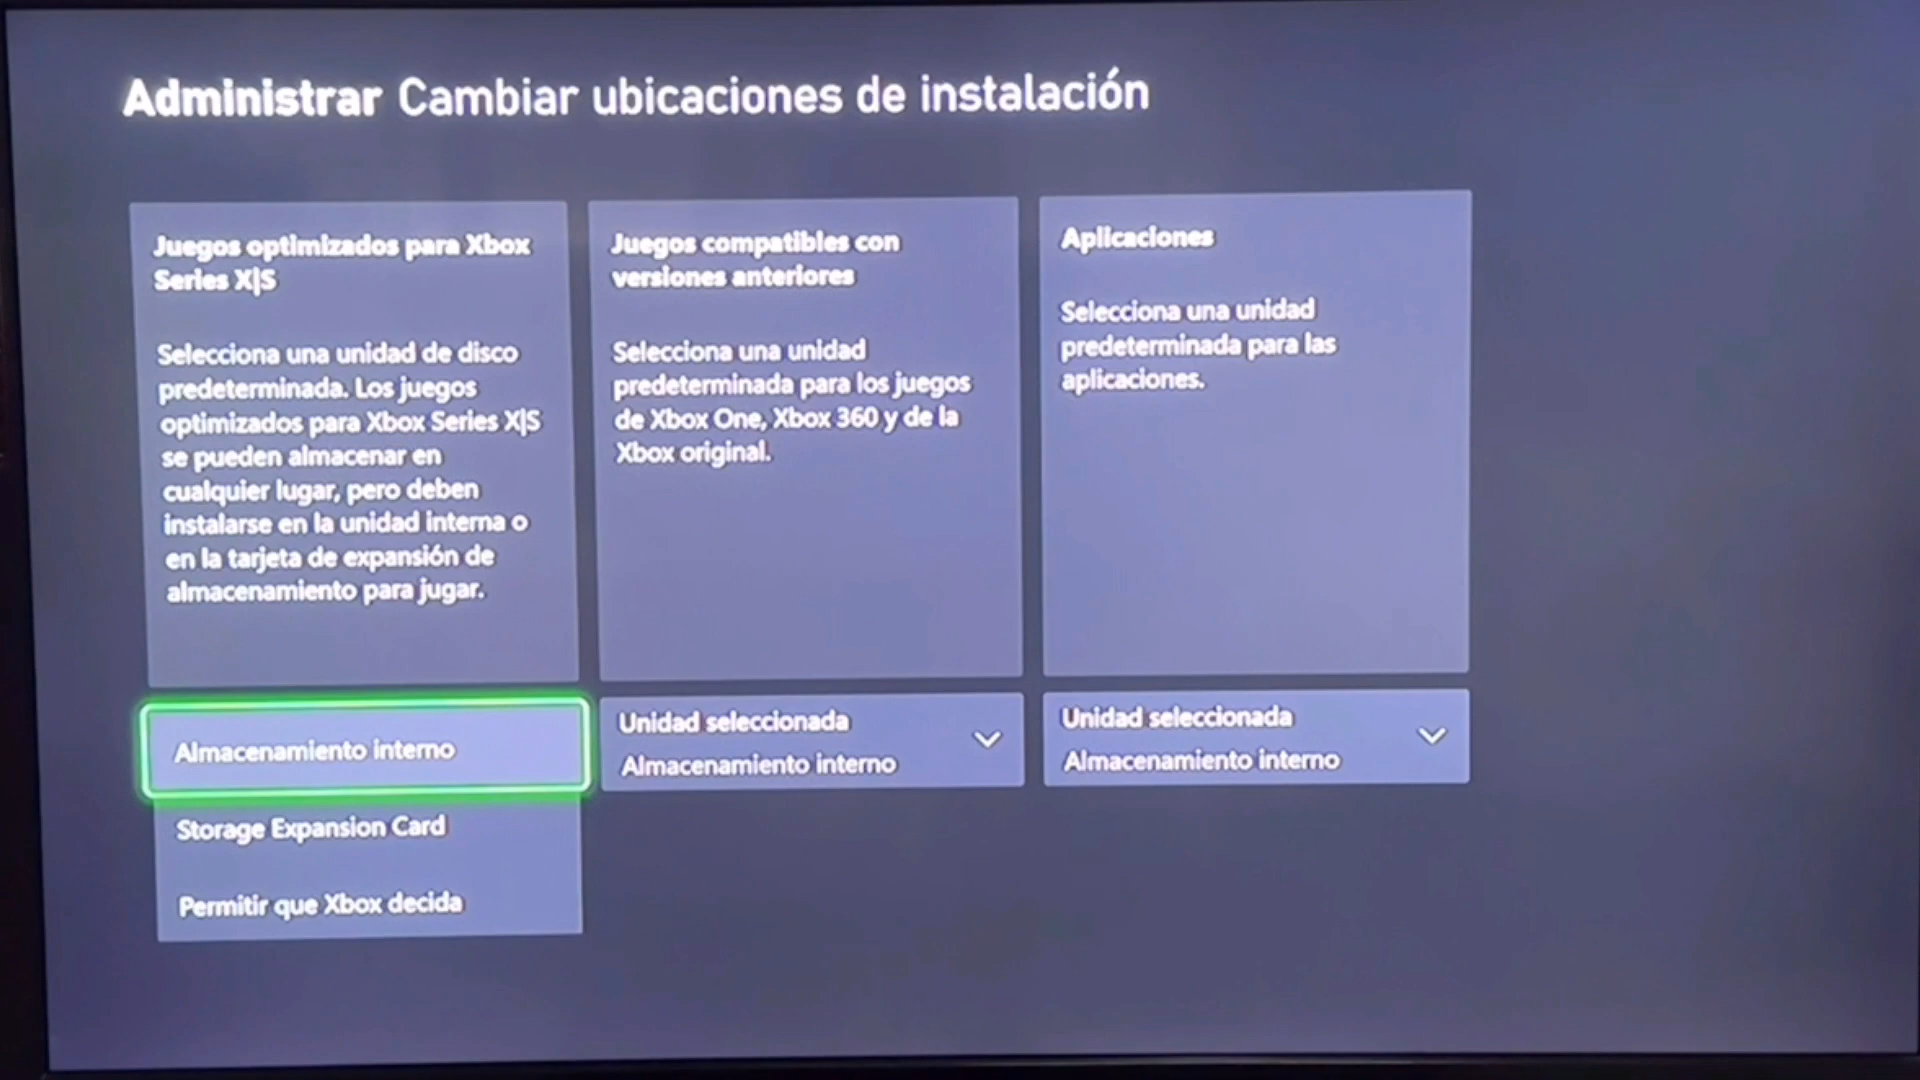 Administrar Cambiar ubicaciones de instalación
Juegos optimizados para Xbox
Series X|S
Selecciona una unidad de disco
predeterminada. Los juegos
optimizados para Xbox Series X|S
se pueden almacenar en
cualquier lugar, pero deben
instalarse en la unidad interna o
en la tarjeta de expansión de
almacenamiento para jugar.
Almacenamiento interno
Storage Expansion Card
Permitir que Xbox decida
Juegos compatibles con
versiones anteriores
Selecciona una unidad
predeterminada para los juegos
de Xbox One, Xbox 360 y de la
Xbox original.
Unidad seleccionada
Almacenamiento interno
Aplicaciones
Selecciona una unidad
predeterminada para las
aplicaciones.
Unidad seleccionada
Almacenamiento interno